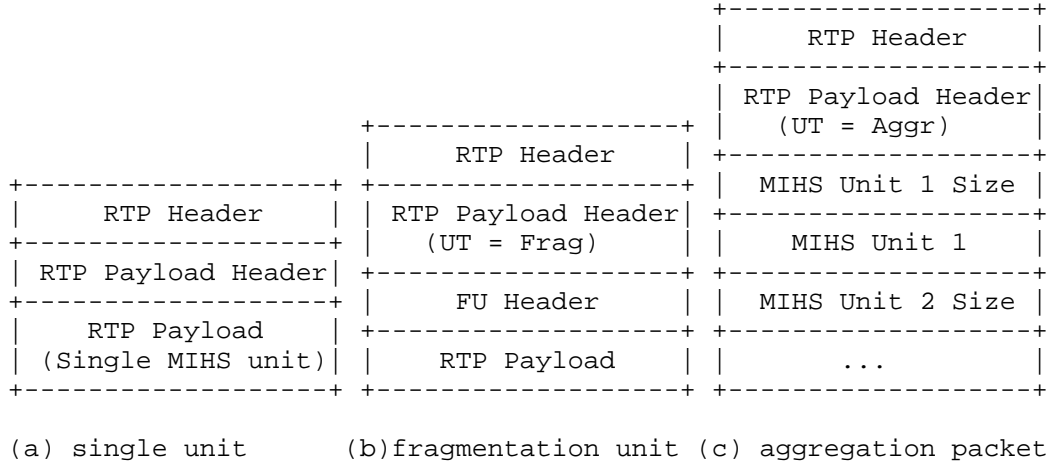 RTP Header
RTP Payload Header
(UT = Aggr)
RTP Header
MIHS Unit 1 Size
RTP Header
RTP Payload Header
(UT = Frag)
MIHS Unit 1
RTP Payload Header
FU Header
MIHS Unit 2 Size
RTP Payload
(Single MIHS unit)
RTP Payload
...
(a) single unit (b)fragmentation unit (c) aggregation packet